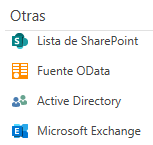 Otras
Lista de SharePoint
Fuente OData
Active Directory
Microsoft Exchange